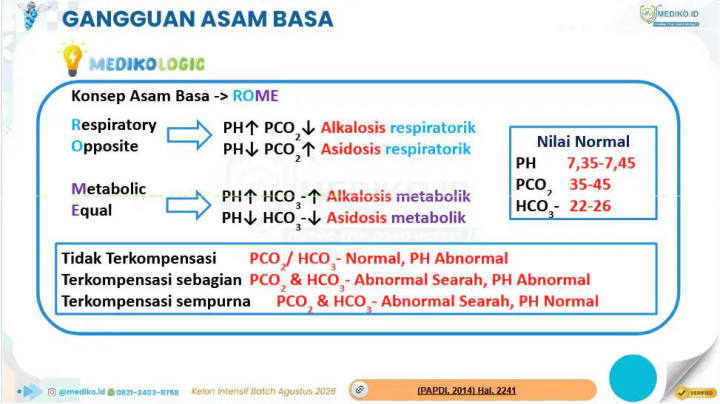 GANGGUAN ASAM BASA
MEDIKO.ID
MEDIKOLOGIC
Konsep Asam Basa -> ROME
Respiratory
Opposite
PH↑ PCO2↓ Alkalosis respiratorik
PH↓ PCO2↑ Asidosis respiratorik
Metabolic
Equal
PH↑ HCO3-↑ Alkalosis metabolik
PH↓ HCO3-↓ Asidosis metabolik
Nilai Normal
PH 7,35-7,45
PCO2 35-45
HCO3- 22-26
MEDIKO.ID
Tidak Terkompensasi PCO2/ HCO3- Normal, PH Abnormal
Terkompensasi sebagian PCO2 & HCO3- Abnormal Searah, PH Abnormal
Terkompensasi sempurna PCO2 & HCO3- Abnormal Searah, PH Normal
@mediko.id 0821-3403-8758 Kelon Intensif Batch Agustus 2026
(PAPDI, 2014) Hal. 2241
VERIFIED